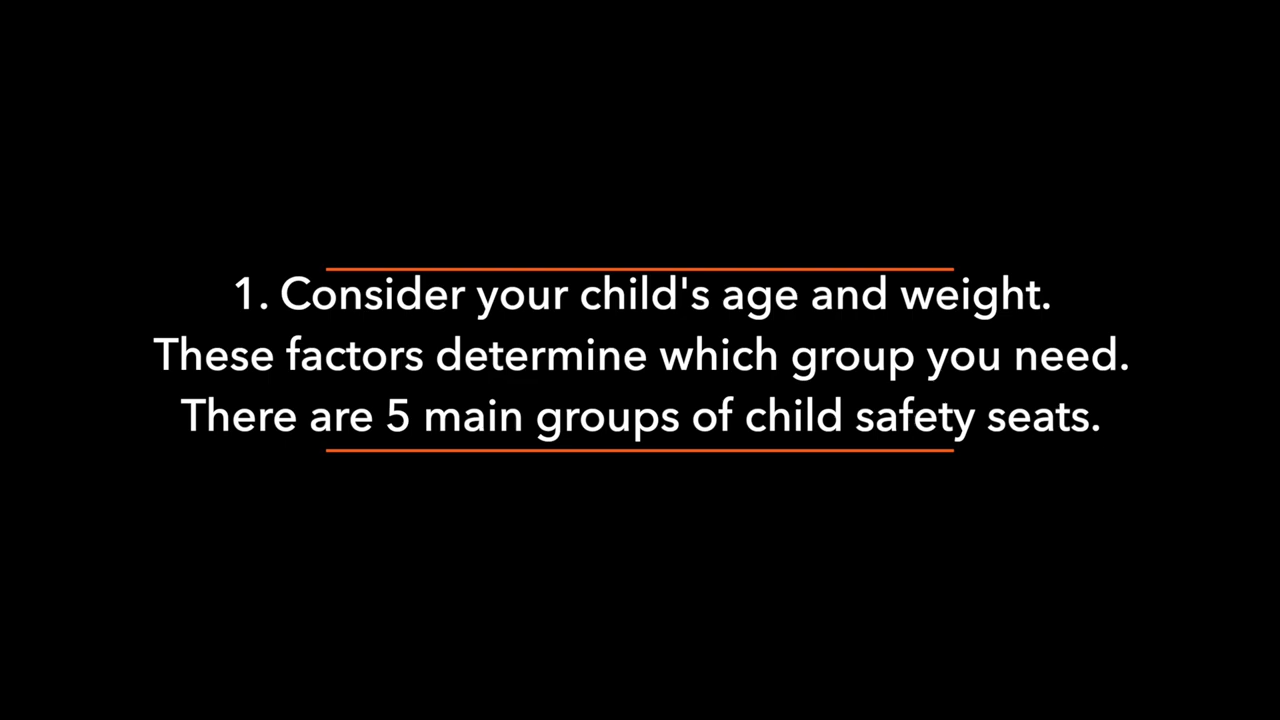 1. Consider your child's age and weight.
These factors determine which group you need.
There are 5 main groups of child safety seats.